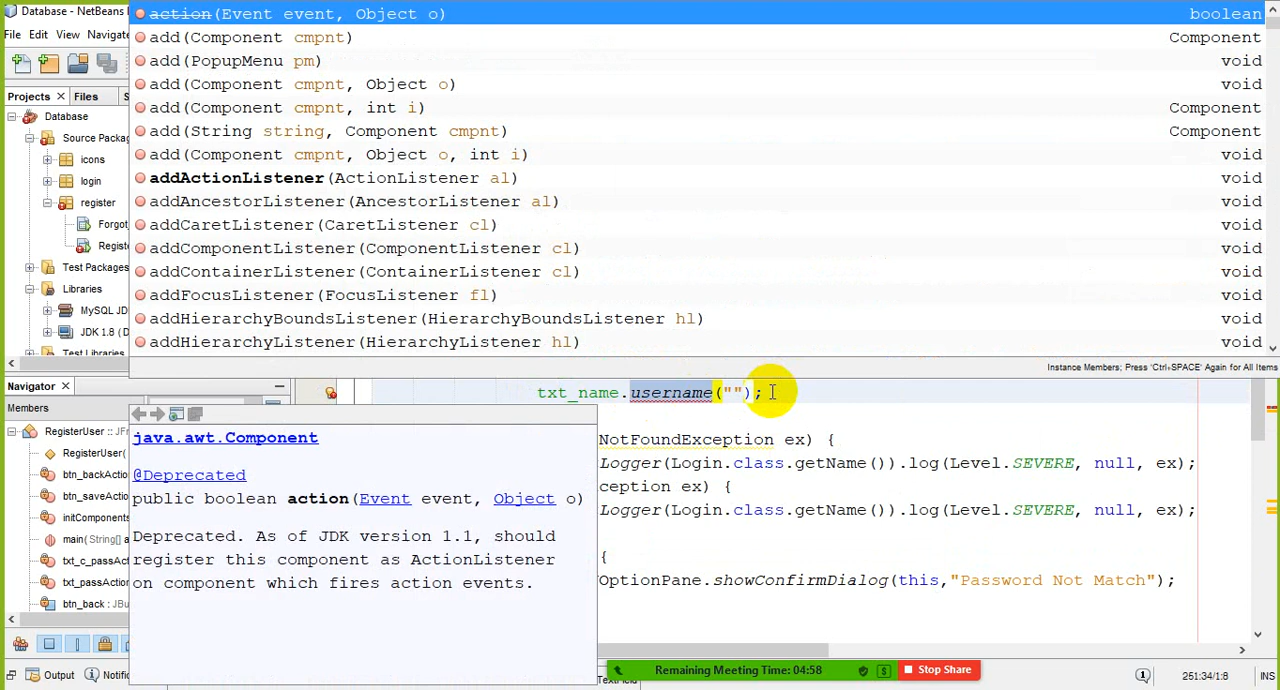 Database - NetBeans
File Edit View Navigat
Projects Files S
Database
Source Packag
icons
login
register
Forgot
Registe
Test Packages
Libraries
MySQL JD
JDK 1.8 (D
Test Libraries
action(Event event, Object o) boolean
add(Component cmpnt) Component
add(PopupMenu pm) void
add(Component cmpnt, Object o) void
add(Component cmpnt, int i) Component
add(String string, Component cmpnt) Component
add(Component cmpnt, Object o, int i) void
addActionListener(ActionListener al) void
addAncestorListener(AncestorListener al) void
addCaretListener(CaretListener cl) void
addComponentListener(ComponentListener cl) void
addContainerListener(ContainerListener cl) void
addFocusListener(FocusListener fl) void
addHierarchyBoundsListener(HierarchyBoundsListener hl) void
addHierarchyListener(HierarchyListener hl) void
Instance Members; Press 'Ctrl+SPACE' Again for All Items
Navigator
Members
RegisterUser :: JFr
RegisterUser(
btn_backActio
btn_saveActio
initComponents
main(String[] a
txt_c_passActi
txt_passActio
btn_back : JBu
txt_name.username("");
NotFoundException ex) {
Logger(Login.class.getName()).log(Level.SEVERE, null, ex);
ception ex) {
Logger(Login.class.getName()).log(Level.SEVERE, null, ex);
{
OptionPane.showConfirmDialog(this,"Password Not Match");
java.awt.Component
@Deprecated
public boolean action(Event event, Object o)
Deprecated. As of JDK version 1.1, should
register this component as ActionListener
on component which fires action events.
Output Notific
TextField
Remaining Meeting Time: 04:58 Stop Share
251:34/1:8 INS